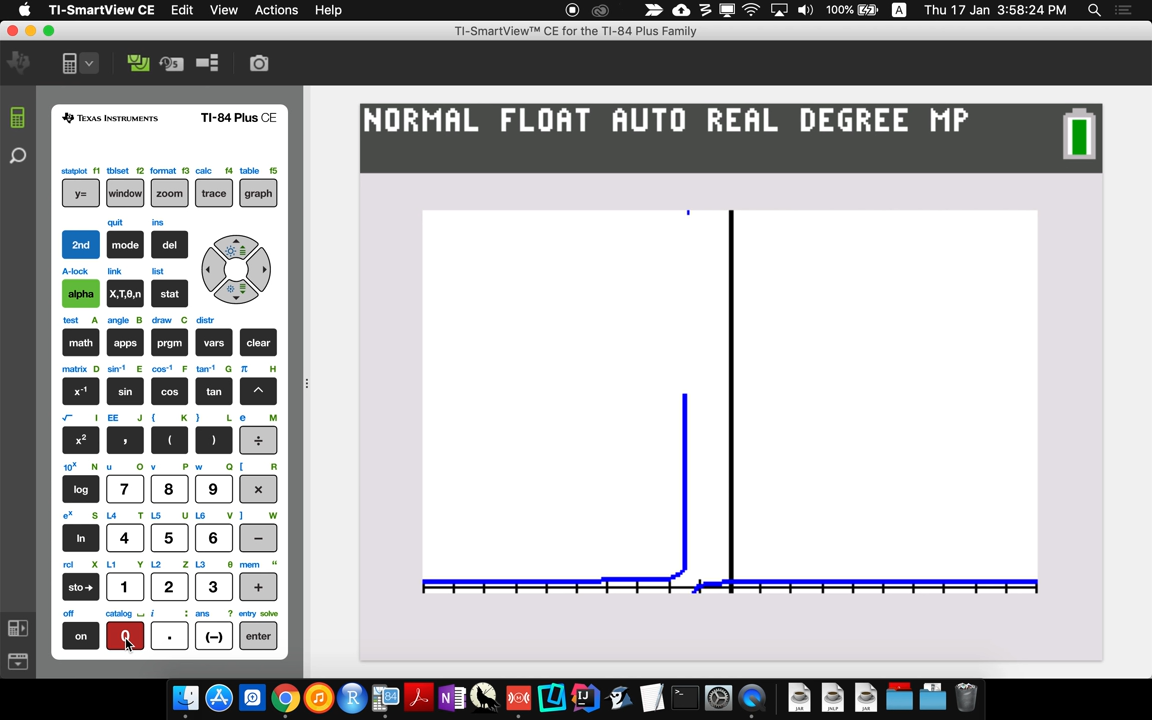 TI-SmartView CE Edit View Actions Help 100% A Thu 17 Jan 3:58:24 PM
TI-SmartView™ CE for the TI-84 Plus Family
TEXAS INSTRUMENTS TI-84 Plus CE
NORMAL FLOAT AUTO REAL DEGREE MP
statplot f1 tblset f2 format f3 calc f4 table f5
y= window zoom trace graph
quit ins
2nd mode del
A-lock link list
alpha X,T,θ,n stat
test A angle B draw C distr
math apps prgm vars clear
matrix D sin⁻¹ E cos⁻¹ F tan⁻¹ G π H
x⁻¹ sin cos tan ^
√ I EE J { K } L e M
x² , ( ) ÷
10ˣ N u O v P w Q [ R
log 7 8 9 ×
eˣ S L4 T L5 U L6 V ] W
ln 4 5 6 −
rcl X L1 Y L2 Z L3 θ mem "
sto→ 1 2 3 +
off catalog ⎵ i : ans ? entry solve
on 0 . (−) enter